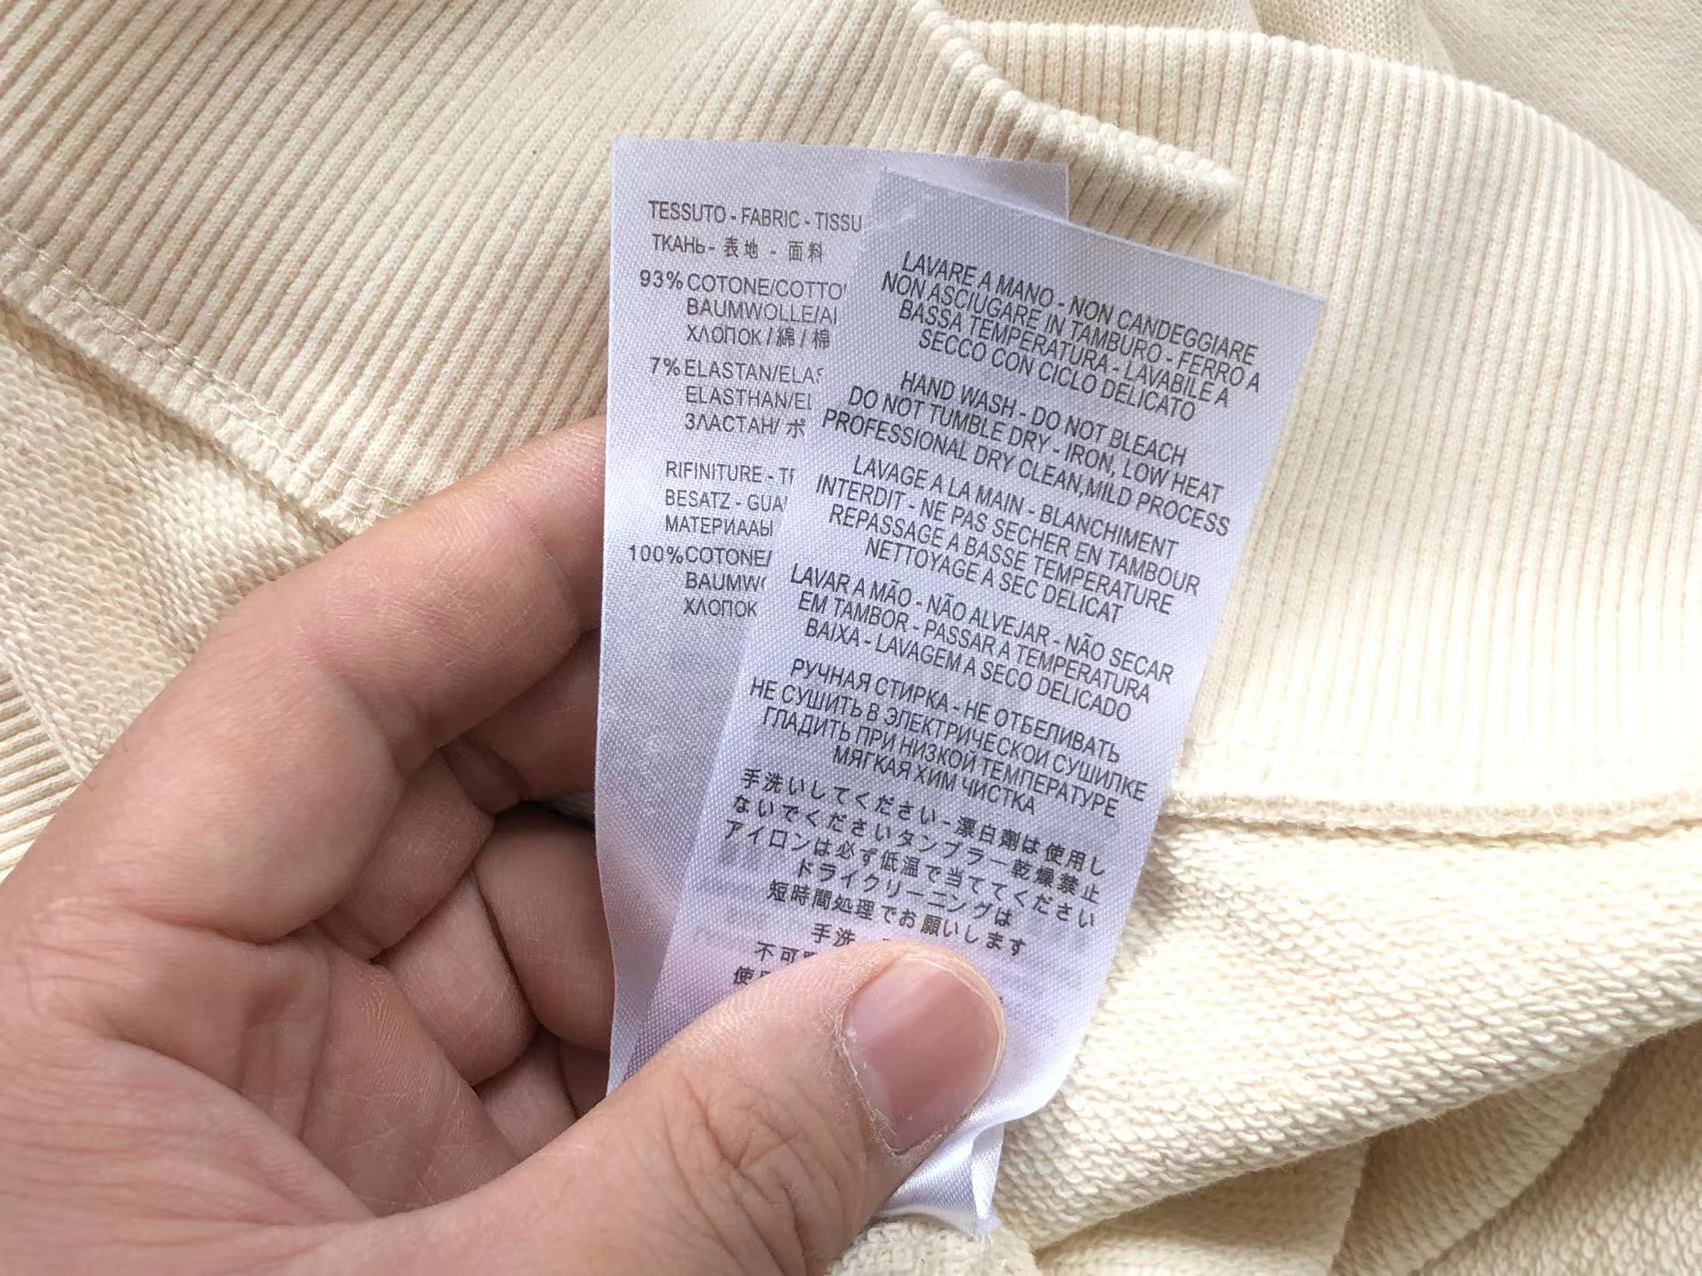 TESSUTO - FABRIC - TISSU
ТКАНЬ - 表地 - 面料
93% COTONE/COTTO
BAUMWOLLE/AL
ХЛОПОК / 綿 / 棉
7% ELASTAN/ELAS
ELASTHAN/EL
ЗЛАСТАН/ ポ
RIFINITURE - TR
BESATZ - GUA
МАТЕРИААЫ
100% COTONE/
BAUMWO
ХЛОПОК
LAVARE A MANO - NON CANDEGGIARE
NON ASCIUGARE IN TAMBURO - FERRO A
BASSA TEMPERATURA - LAVABILE A
SECCO CON CICLO DELICATO
HAND WASH - DO NOT BLEACH
DO NOT TUMBLE DRY - IRON, LOW HEAT
PROFESSIONAL DRY CLEAN,MILD PROCESS
LAVAGE A LA MAIN - BLANCHIMENT
INTERDIT - NE PAS SECHER EN TAMBOUR
REPASSAGE A BASSE TEMPERATURE
NETTOYAGE A SEC DELICAT
LAVAR A MÃO - NÃO ALVEJAR - NÃO SECAR
EM TAMBOR - PASSAR A TEMPERATURA
BAIXA - LAVAGEM A SECO DELICADO
РУЧНАЯ СТИРКА - НЕ ОТБЕЛИВАТЬ
НЕ СУШИТЬ В ЭЛЕКТРИЧЕСКОИ СУШИЛКЕ
ГЛАДИТЬ ПРИ НИЗКОЙ ТЕМПЕРАТУРЕ
МЯГКАЯ ХИМ ЧИСТКА
手洗いしてください-漂白劑は使用し
ないでくださいタンブラー乾燥禁止
アイロンは必ず低温で当ててください
ドライクリーニングは
短時間処理でお願いします
手洗
不可
使